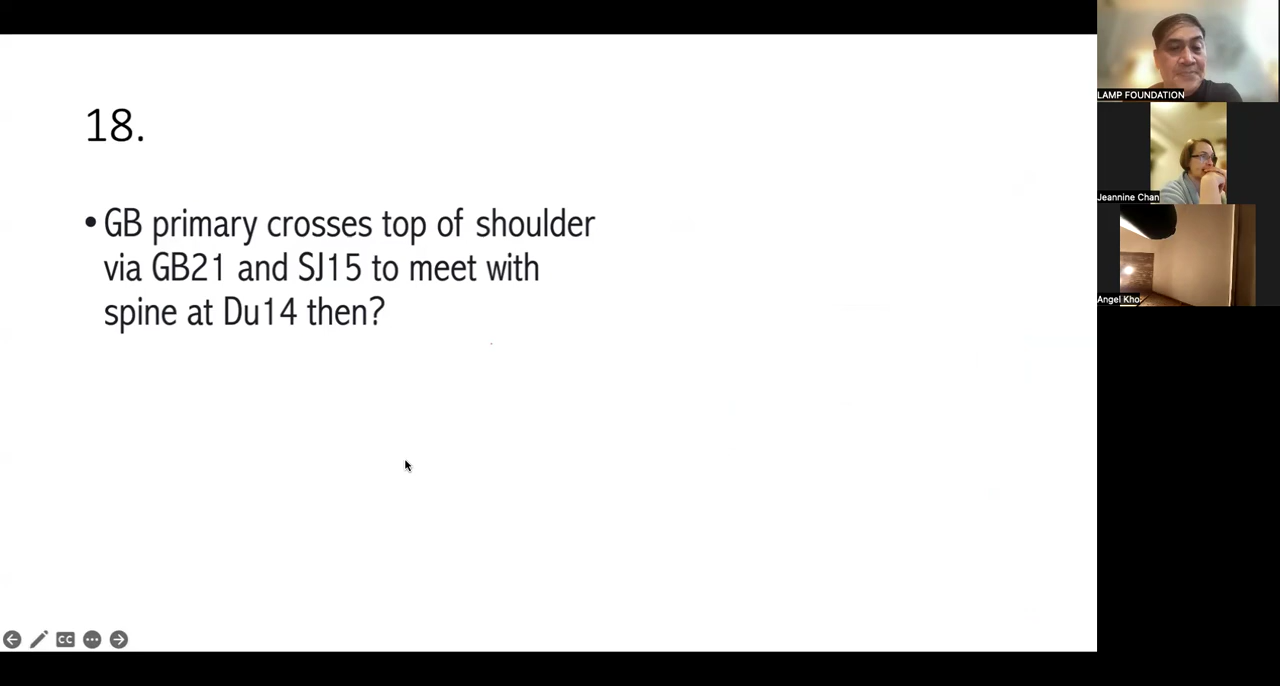 18.
• GB primary crosses top of shoulder
via GB21 and SJ15 to meet with
spine at Du14 then?
LAMP FOUNDATION
Jeannine Chan
Angel Kho
CC